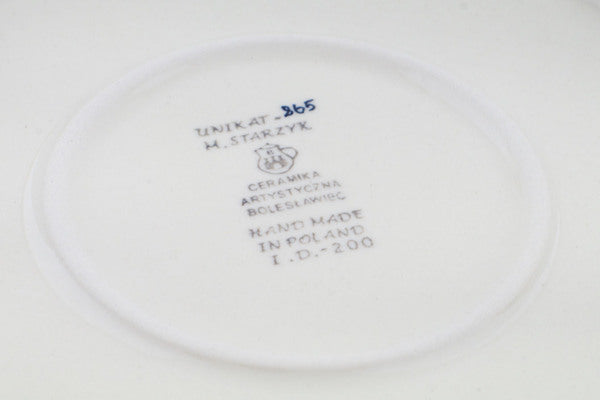 UNIKAT-865
M. STARZYK
CERAMIKA
ARTYSTYCZNA
BOLESŁAWIEC
HAND MADE
IN POLAND
I.D.-200